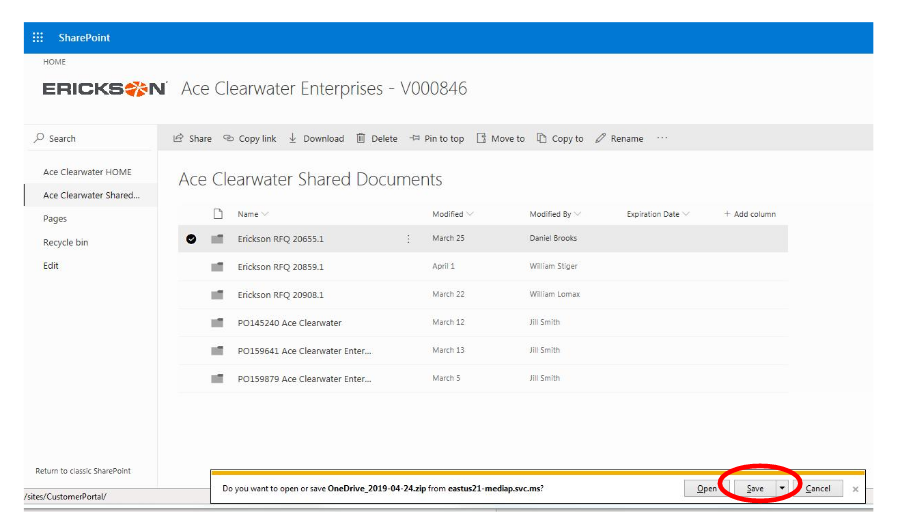 SharePoint
HOME
ERICKSON Ace Clearwater Enterprises - V000846
Search
Share Copy link Download Delete Pin to top Move to Copy to Rename ...
Ace Clearwater HOME
Ace Clearwater Shared...
Pages
Recycle bin
Edit
Ace Clearwater Shared Documents
Name Modified Modified By Expiration Date + Add column
Erickson RFQ 20655.1 March 25 Daniel Brooks
Erickson RFQ 20859.1 April 1 William Stiger
Erickson RFQ 20908.1 March 22 William Lomax
PO145240 Ace Clearwater March 12 Jill Smith
PO159641 Ace Clearwater Enter... March 13 Jill Smith
PO159879 Ace Clearwater Enter... March 5 Jill Smith
Return to classic SharePoint
Do you want to open or save OneDrive_2019-04-24.zip from eastus21-mediap.svc.ms? Open Save Cancel ×
/sites/CustomerPortal/